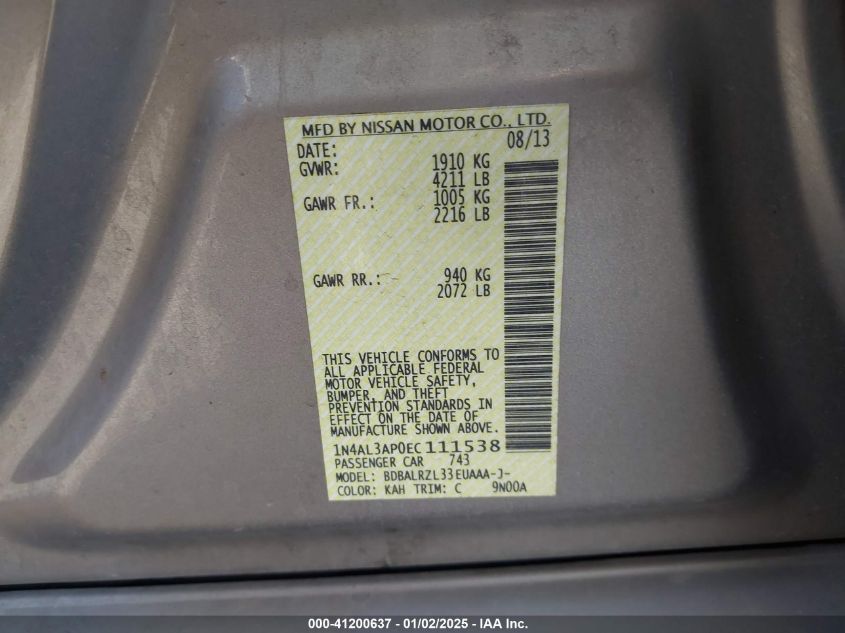 MFD BY NISSAN MOTOR CO., LTD.
DATE: 08/13
GVWR: 1910 KG
4211 LB
GAWR FR.: 1005 KG
2216 LB
GAWR RR.: 940 KG
2072 LB
THIS VEHICLE CONFORMS TO
ALL APPLICABLE FEDERAL
MOTOR VEHICLE SAFETY,
BUMPER, AND THEFT
PREVENTION STANDARDS IN
EFFECT ON THE DATE OF
MANUFACTURE SHOWN ABOVE.
1N4AL3AP0EC111538
PASSENGER CAR 743
MODEL: BDBALRZL33EUAAA-J-
COLOR: KAH TRIM: C 9N00A
000-41200637 - 01/02/2025 - IAA Inc.